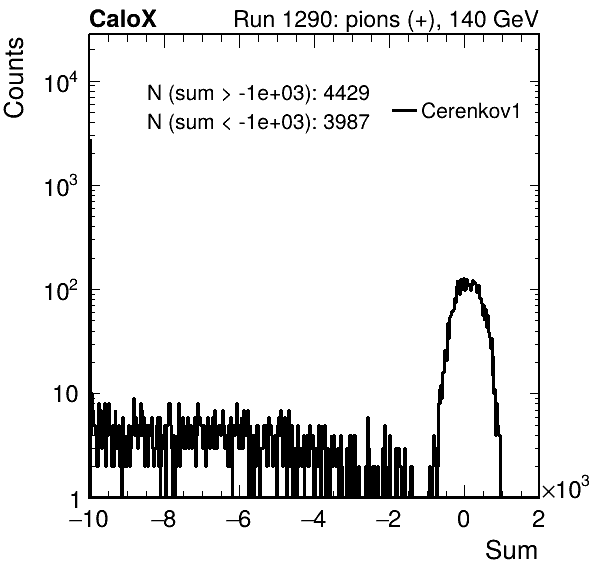 CaloX Run 1290: pions (+), 140 GeV
Counts
N (sum > -1e+03): 4429
N (sum < -1e+03): 3987
Cerenkov1
10⁴
10³
10²
10
1
−10 −8 −6 −4 −2 0 2
×10³
Sum